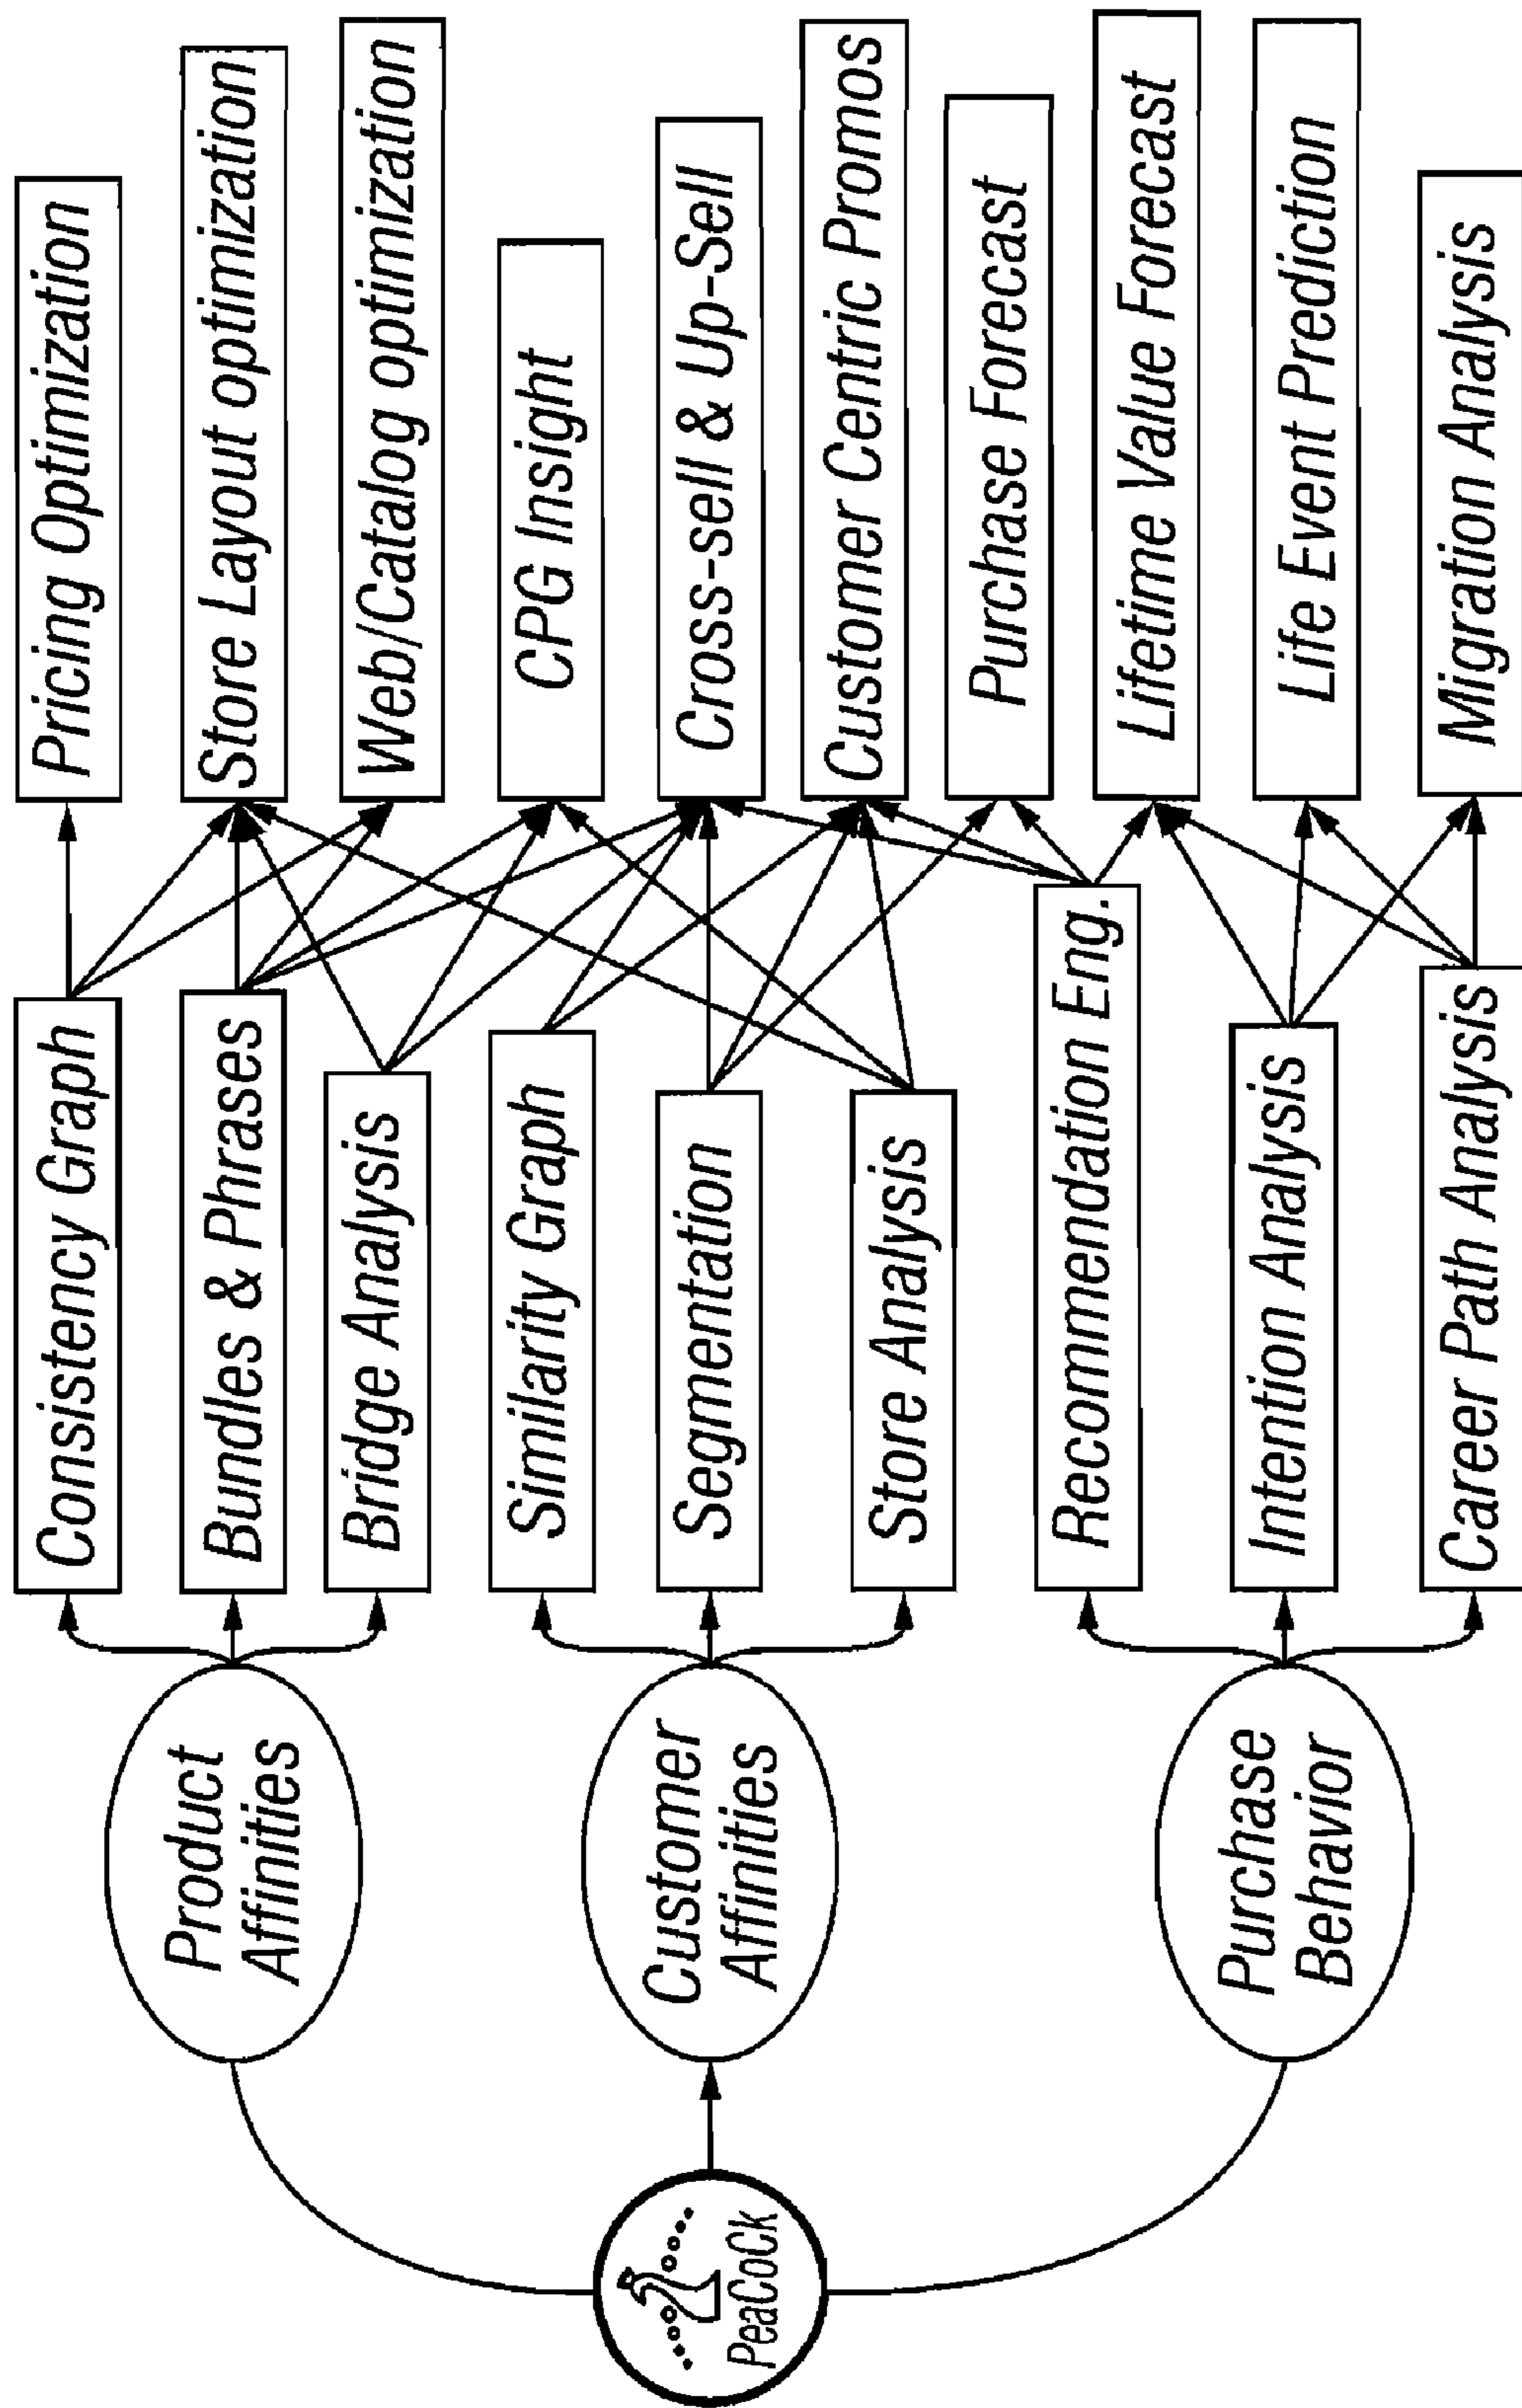 PeaCoCk
Product
Affinities
Customer
Affinities
Purchase
Behavior
Consistency Graph
Bundles & Phrases
Bridge Analysis
Similarity Graph
Segmentation
Store Analysis
Recommendation Eng.
Intention Analysis
Career Path Analysis
Pricing Optimization
Store Layout optimization
Web/Catalog optimization
CPG Insight
Cross-sell & Up-Sell
Customer Centric Promos
Purchase Forecast
Lifetime Value Forecast
Life Event Prediction
Migration Analysis